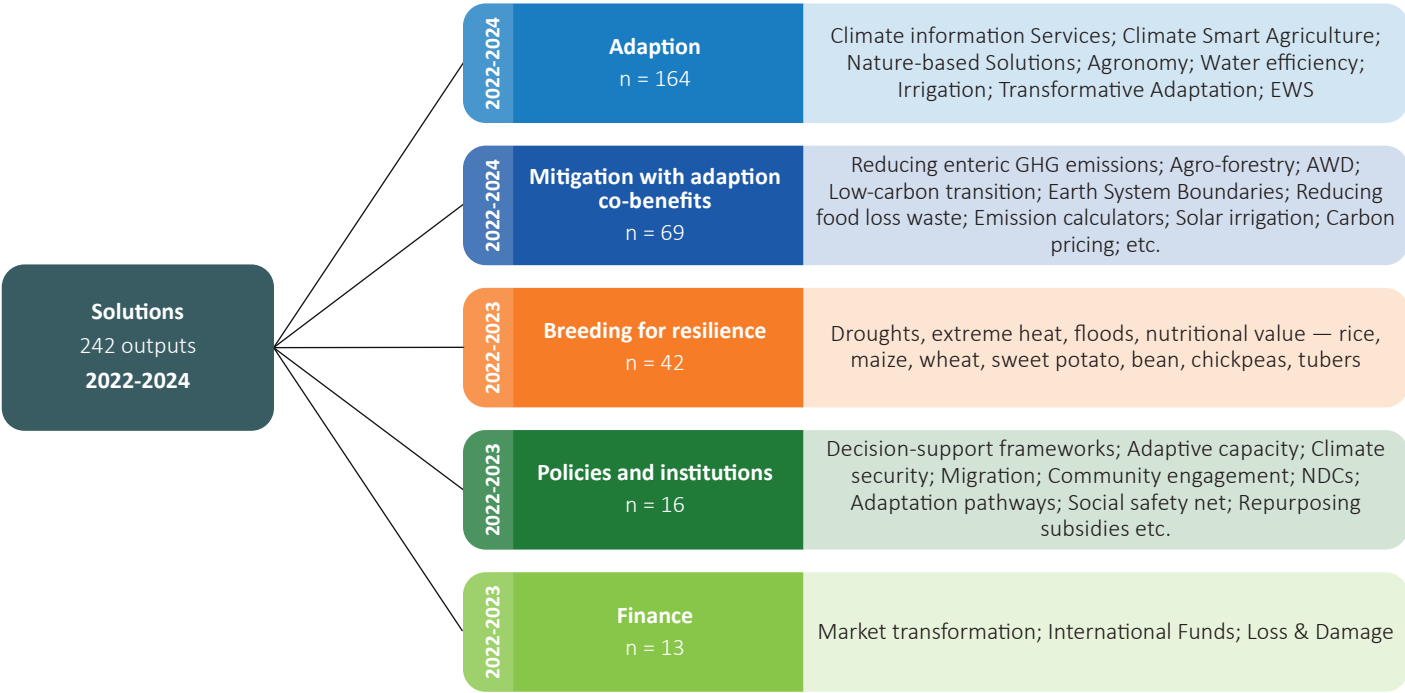 Solutions
242 outputs
2022-2024
2022-2024
Adaption
n = 164
Climate information Services; Climate Smart Agriculture;
Nature-based Solutions; Agronomy; Water efficiency;
Irrigation; Transformative Adaptation; EWS
2022-2024
Mitigation with adaption
co-benefits
n = 69
Reducing enteric GHG emissions; Agro-forestry; AWD;
Low-carbon transition; Earth System Boundaries; Reducing
food loss waste; Emission calculators; Solar irrigation; Carbon
pricing; etc.
2022-2023
Breeding for resilience
n = 42
Droughts, extreme heat, floods, nutritional value — rice,
maize, wheat, sweet potato, bean, chickpeas, tubers
2022-2023
Policies and institutions
n = 16
Decision-support frameworks; Adaptive capacity; Climate
security; Migration; Community engagement; NDCs;
Adaptation pathways; Social safety net; Repurposing
subsidies etc.
2022-2023
Finance
n = 13
Market transformation; International Funds; Loss & Damage